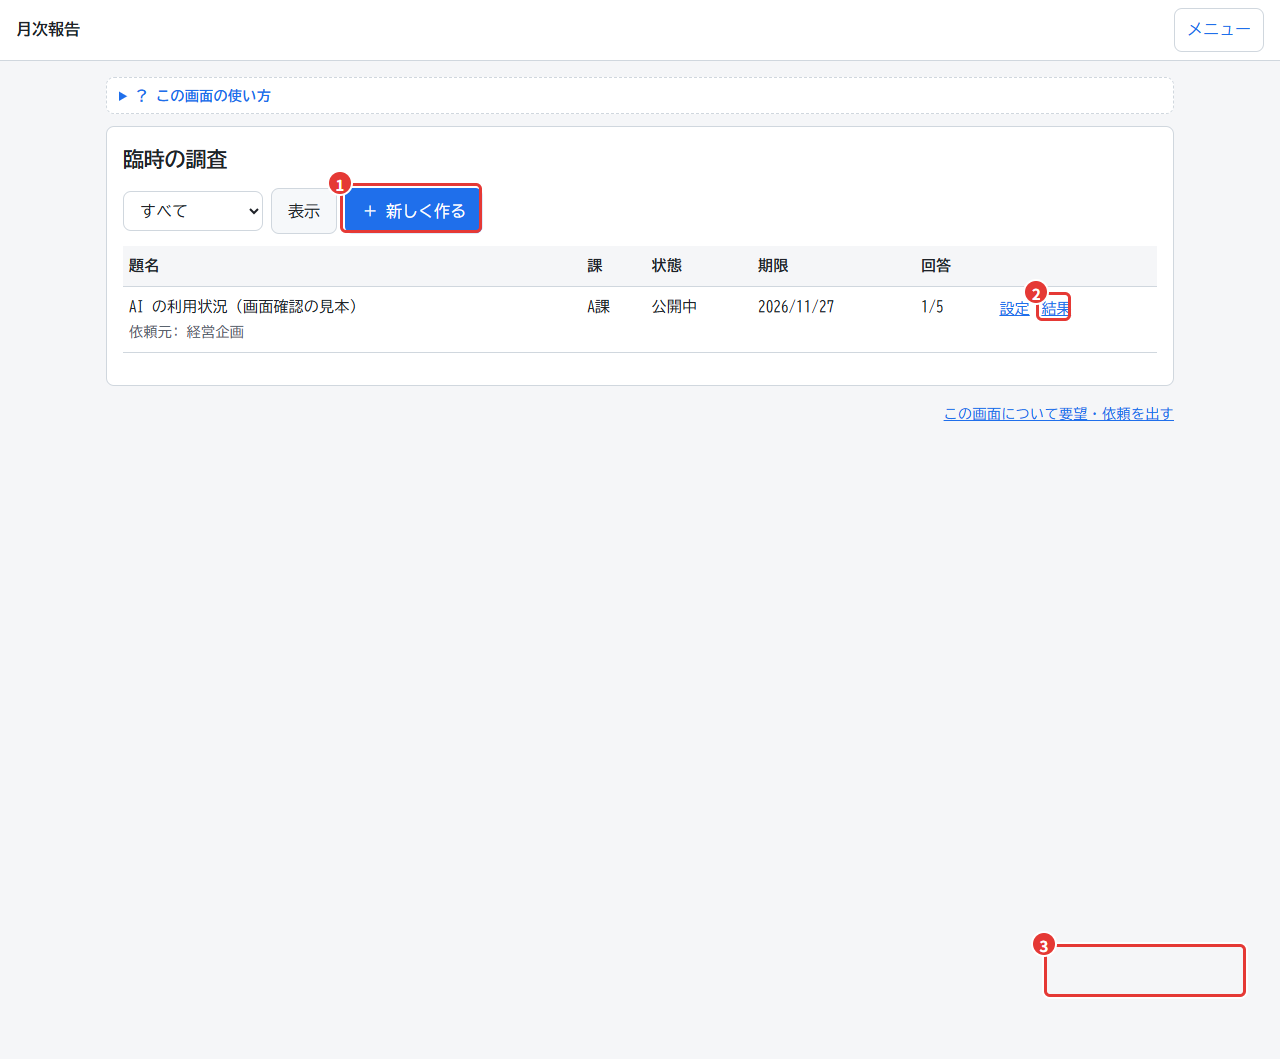 月次報告
メニュー
▶ ？ この画面の使い方
臨時の調査
すべて
表示
1
＋ 新しく作る
題名 課 状態 期限 回答
AI の利用状況（画面確認の見本） A課 公開中 2026/11/27 1/5 設定 2 結果
依頼元: 経営企画
この画面について要望・依頼を出す
3